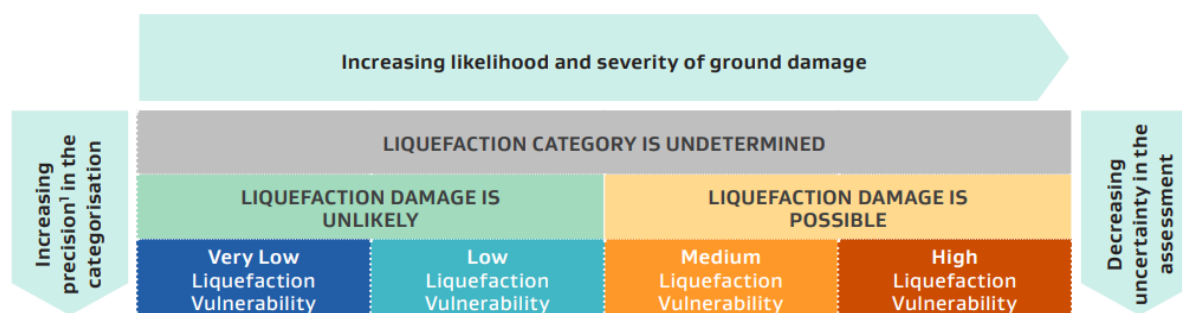 Increasing likelihood and severity of ground damage
Increasing
precision¹ in the
categorisation
LIQUEFACTION CATEGORY IS UNDETERMINED
LIQUEFACTION DAMAGE IS
UNLIKELY
LIQUEFACTION DAMAGE IS
POSSIBLE
Very Low
Liquefaction
Vulnerability
Low
Liquefaction
Vulnerability
Medium
Liquefaction
Vulnerability
High
Liquefaction
Vulnerability
Decreasing
uncertainty in the
assessment